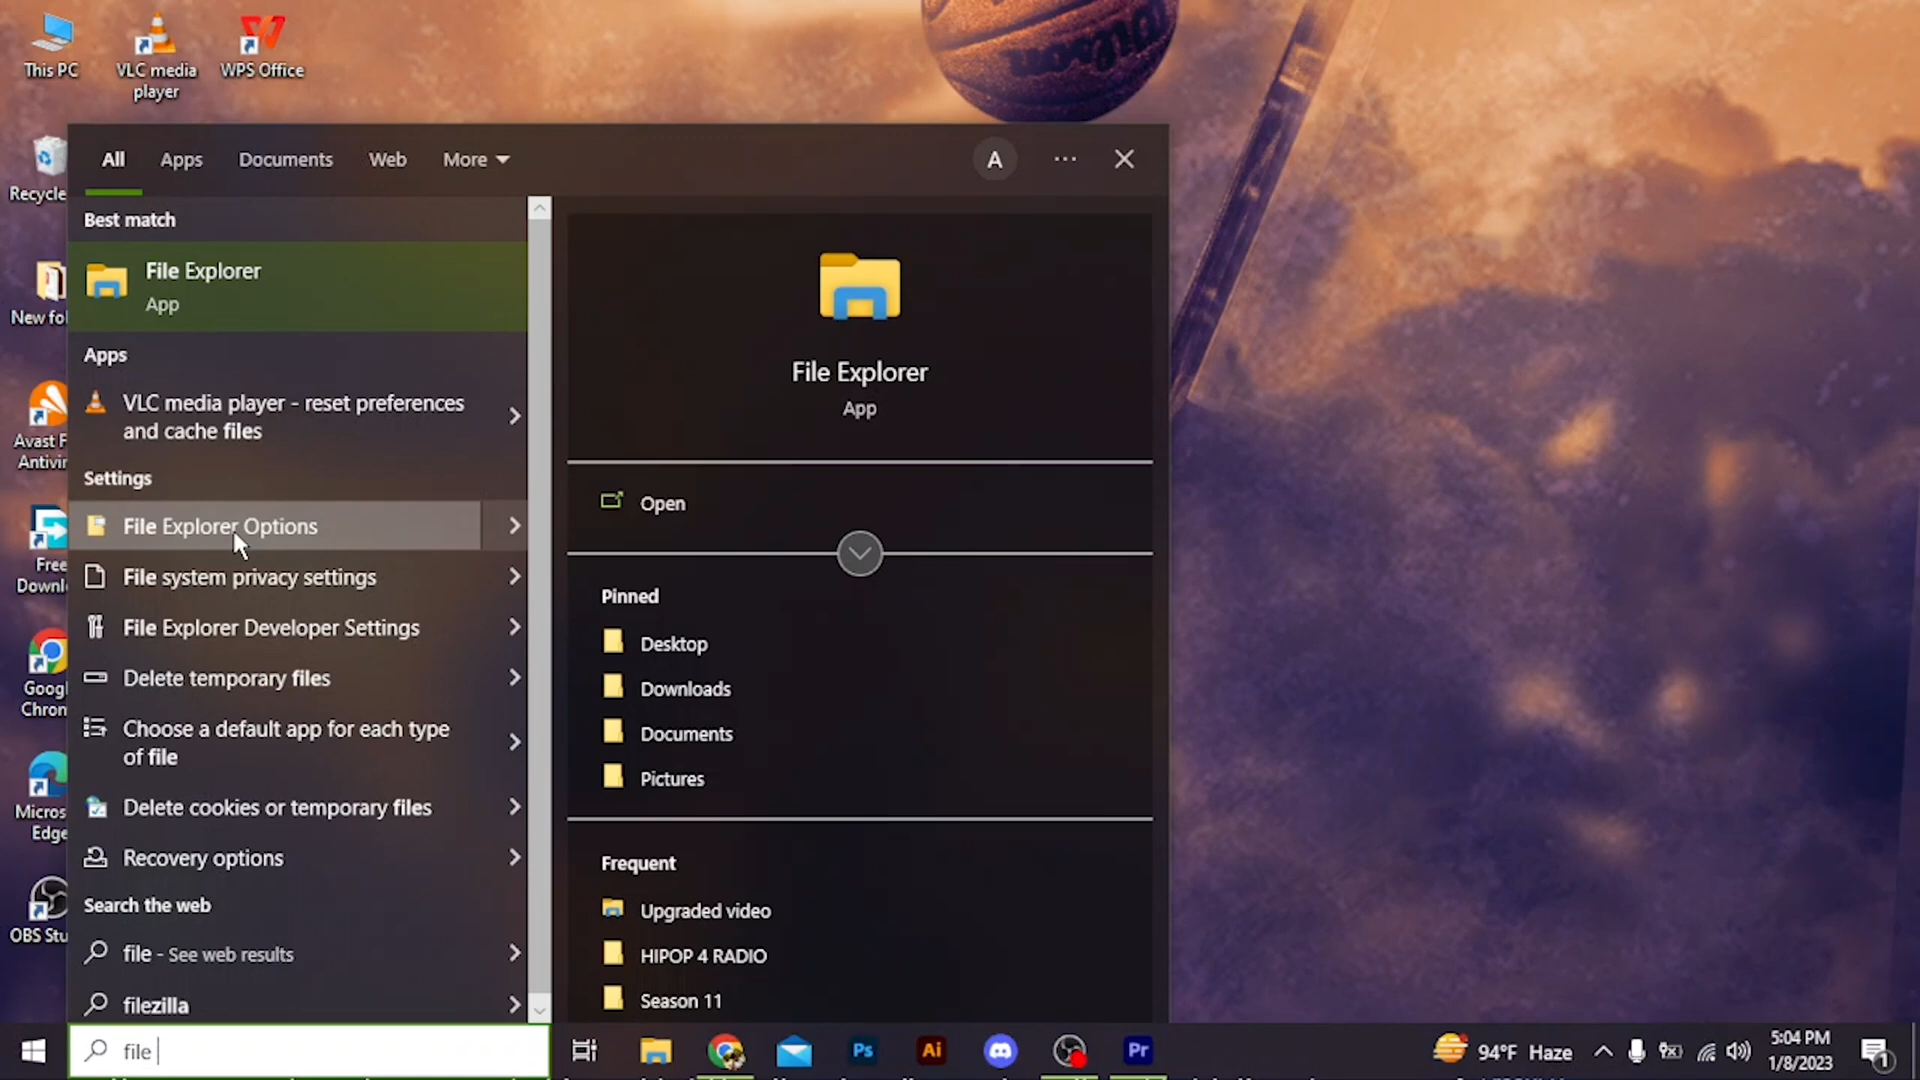 This PC
VLC media
player
WPS Office
Recycle
New fol
Avast F
Antivir
Free
Downl
Googl
Chrom
Micros
Edge
OBS Stu
All
Apps
Documents
Web
More
A
Best match
File Explorer
App
Apps
VLC media player - reset preferences
and cache files
Settings
File Explorer Options
File system privacy settings
File Explorer Developer Settings
Delete temporary files
Choose a default app for each type
of file
Delete cookies or temporary files
Recovery options
Search the web
file - See web results
filezilla
file
File Explorer
App
Open
Pinned
Desktop
Downloads
Documents
Pictures
Frequent
Upgraded video
HIPOP 4 RADIO
Season 11
Ps
Ai
Pr
94°F Haze
5:04 PM
1/8/2023
1